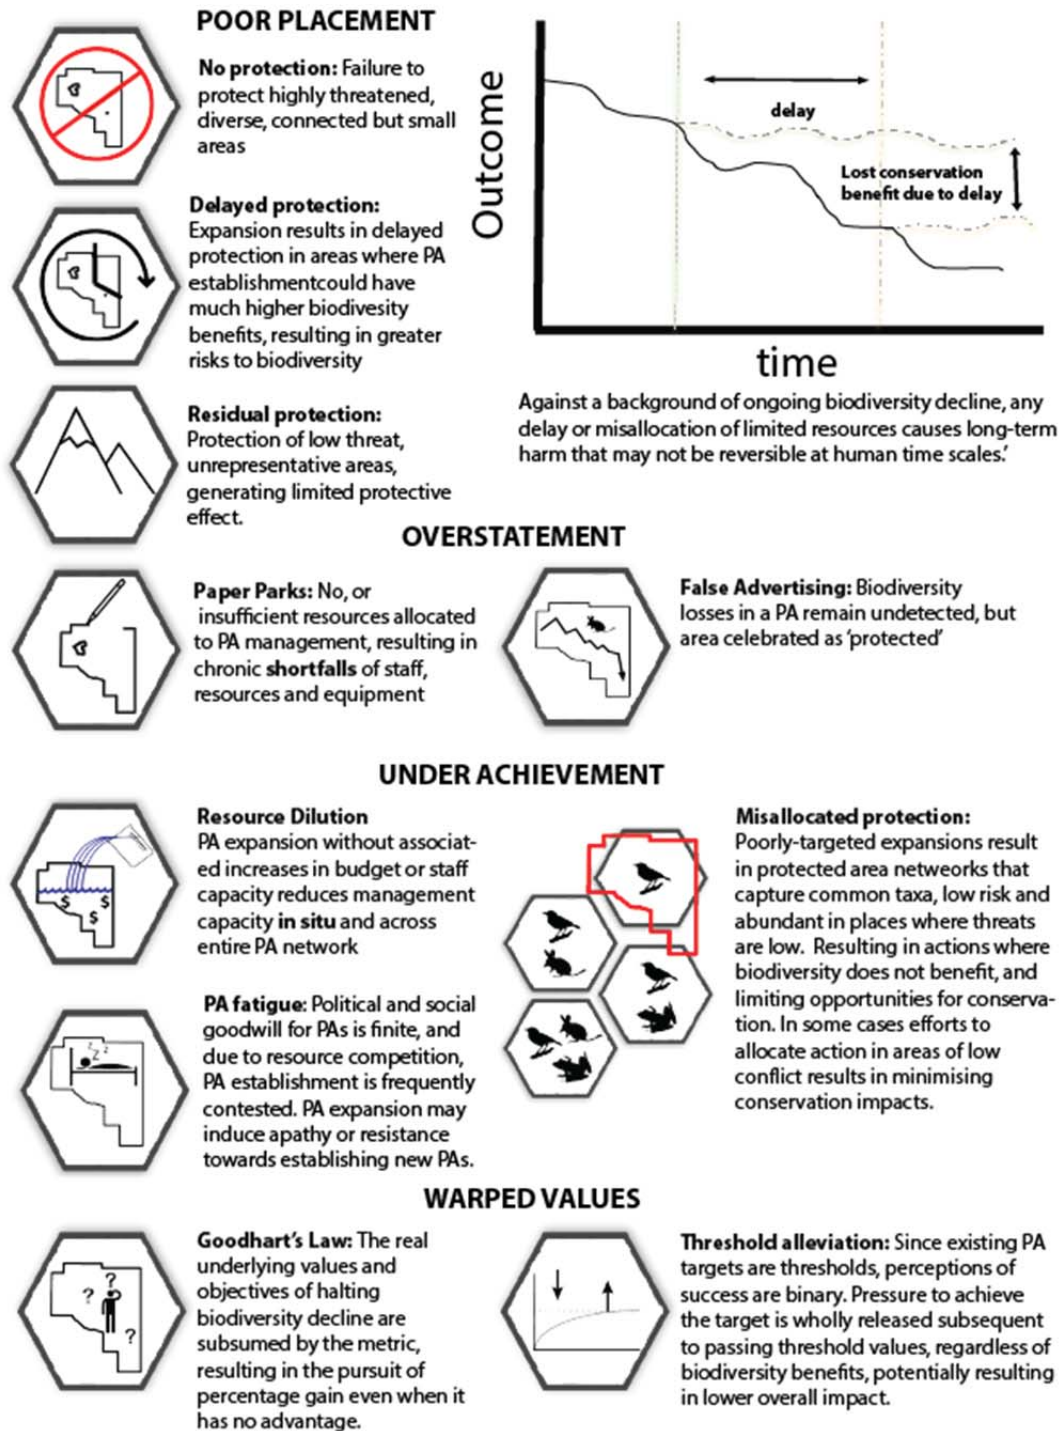 POOR PLACEMENT
No protection: Failure to
protect highly threatened,
diverse, connected but small
areas
Delayed protection:
Expansion results in delayed
protection in areas where PA
establishmentcould have
much higher biodivesity
benefits, resulting in greater
risks to biodiversity
Residual protection:
Protection of low threat,
unrepresentative areas,
generating limited protective
effect.
Outcome
delay
Lost conservation
benefit due to delay
time
Against a background of ongoing biodiversity decline, any
delay or misallocation of limited resources causes long-term
harm that may not be reversible at human time scales.'
OVERSTATEMENT
Paper Parks: No, or
insufficient resources allocated
to PA management, resulting in
chronic shortfalls of staff,
resources and equipment
False Advertising: Biodiversity
losses in a PA remain undetected, but
area celebrated as 'protected'
UNDER ACHIEVEMENT
$ $ $
Resource Dilution
PA expansion without associat-
ed increases in budget or staff
capacity reduces management
capacity in situ and across
entire PA network
z z z
PA fatigue: Political and social
goodwill for PAs is finite, and
due to resource competition,
PA establishment is frequently
contested. PA expansion may
induce apathy or resistance
towards establishing new PAs.
Misallocated protection:
Poorly-targeted expansions result
in protected area networks that
capture common taxa, low risk and
abundant in places where threats
are low. Resulting in actions where
biodiversity does not benefit, and
limiting opportunities for conserva-
tion. In some cases efforts to
allocate action in areas of low
conflict results in minimising
conservation impacts.
WARPED VALUES
? ? ?
Goodhart's Law: The real
underlying values and
objectives of halting
biodiversity decline are
subsumed by the metric,
resulting in the pursuit of
percentage gain even when it
has no advantage.
Threshold alleviation: Since existing PA
targets are thresholds, perceptions of
success are binary. Pressure to achieve
the target is wholly released subsequent
to passing threshold values, regardless of
biodiversity benefits, potentially resulting
in lower overall impact.